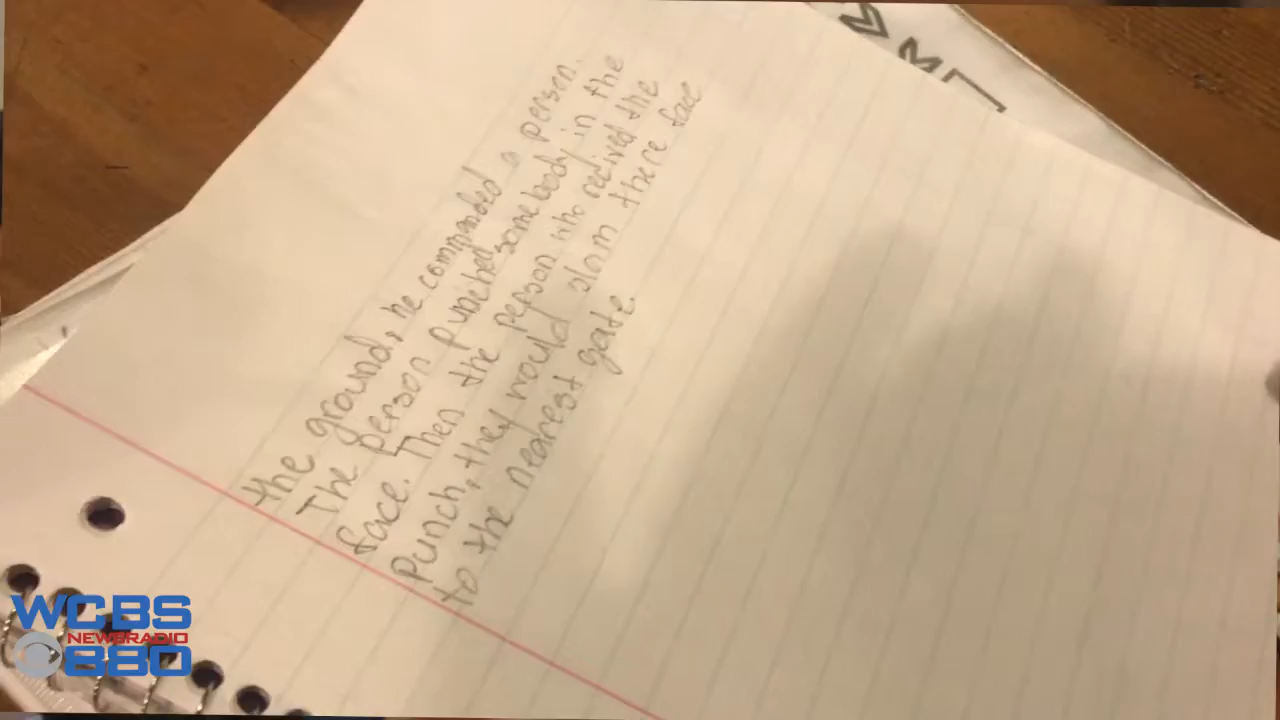 the ground, he commanded a person.
The person punched somebody in the
face. Then the person who recived the
Punch, they would slam there face
to the nearest gate.
WCBS
NEWSRADIO
880